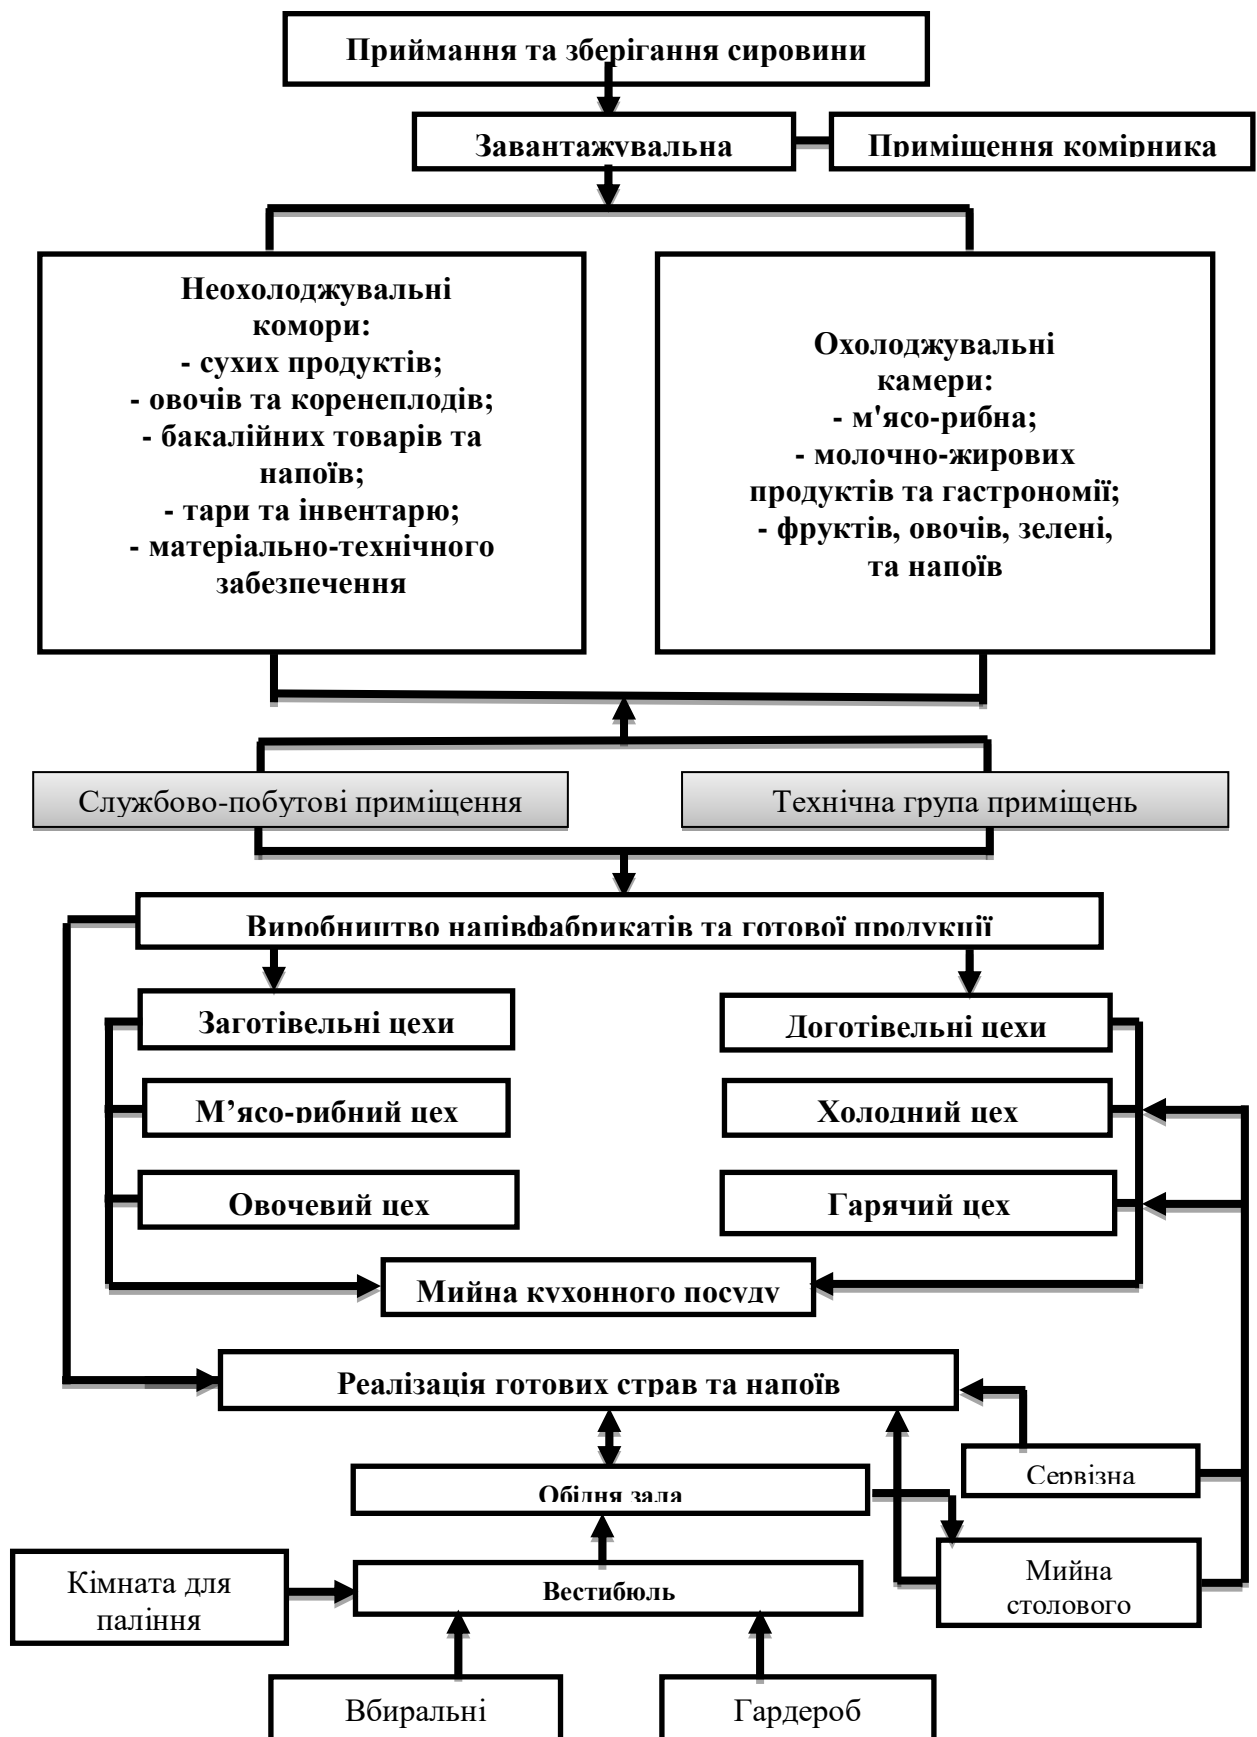 Приймання та зберігання сировини
Завантажувальна
Приміщення комірника
Неохолоджувальні
комори:
- сухих продуктів;
- овочів та коренеплодів;
- бакалійних товарів та
напоїв;
- тари та інвентарю;
- матеріально-технічного
забезпечення
Охолоджувальні
камери:
- м'ясо-рибна;
- молочно-жирових
продуктів та гастрономії;
- фруктів, овочів, зелені,
та напоїв
Службово-побутові приміщення
Технічна група приміщень
Виробництво напівфабрикатів та готової продукції
Заготівельні цехи
Доготівельні цехи
М’ясо-рибний цех
Холодний цех
Овочевий цех
Гарячий цех
Мийна кухонного посуду
Реалізація готових страв та напоїв
Сервізна
Обідня зала
Мийна
столового
Кімната для
паління
Вестибюль
Вбиральні
Гардероб